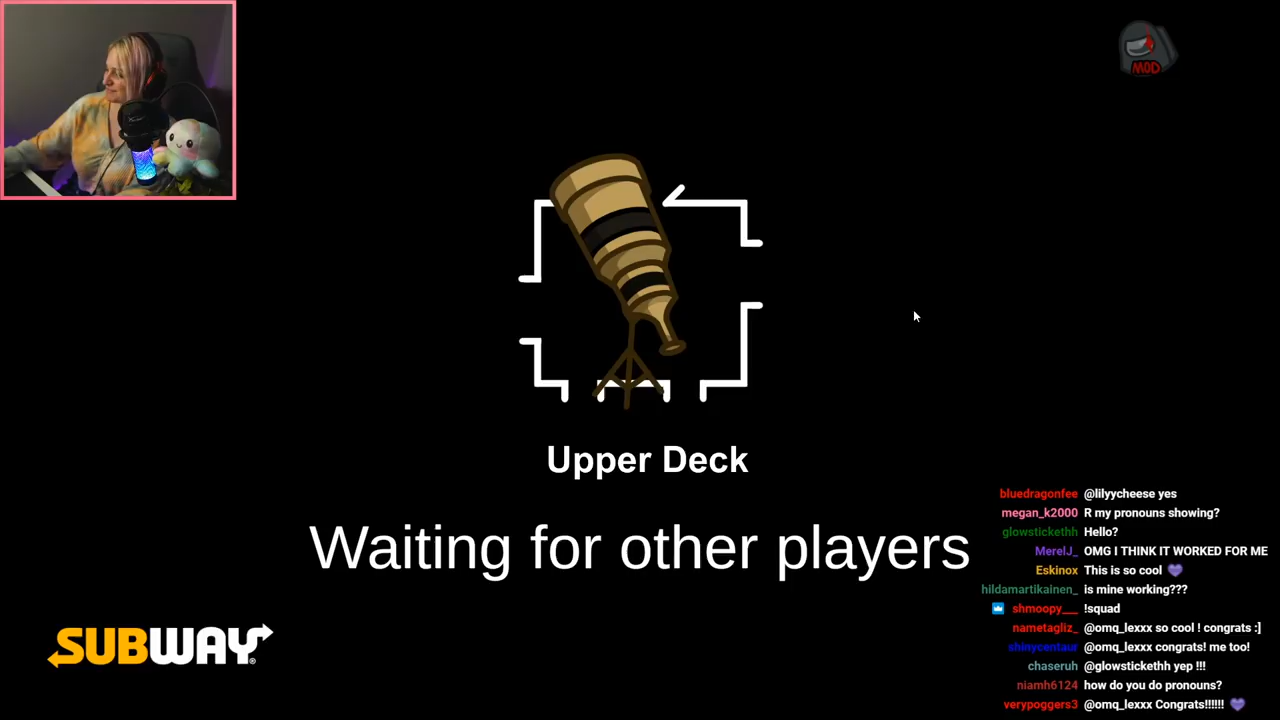 MOD
Upper Deck
Waiting for other players
SUBWAY®
bluedragonfee @lilyycheese yes
megan_k2000 R my pronouns showing?
glowstickethh Hello?
MerelJ_ OMG I THINK IT WORKED FOR ME
Eskinox This is so cool 💜
hildamartikainen_ is mine working???
shmoopy___ !squad
nametagliz_ @omq_lexxx so cool ! congrats :]
shinycentaur @omq_lexxx congrats! me too!
chaseruh @glowstickethh yep !!!
niamh6124 how do you do pronouns?
verypoggers3 @omq_lexxx Congrats!!!!!! 💜